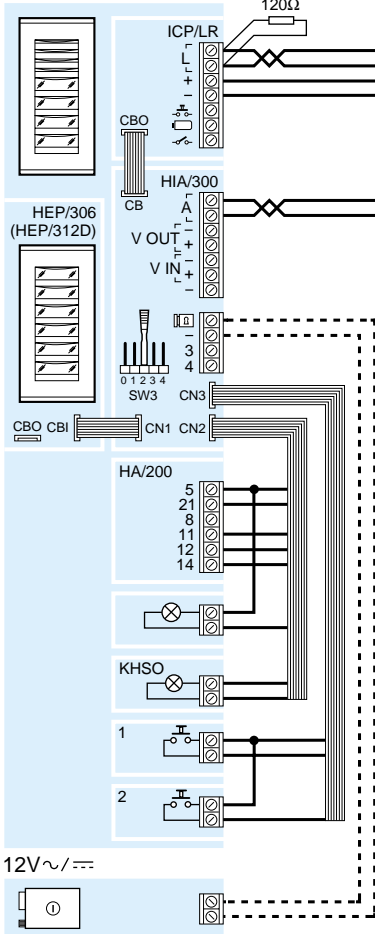 120Ω
ICP/LR
L
+
−
CBO
CB
HIA/300
A
V OUT
−
+
V IN
−
+
−
HEP/306
(HEP/312D)
−
3
4
0 1 2 3 4
SW3
CN3
CBO CBI
CN1 CN2
HA/200
5
21
8
11
12
14
KHSO
1
2
12V～/⎓